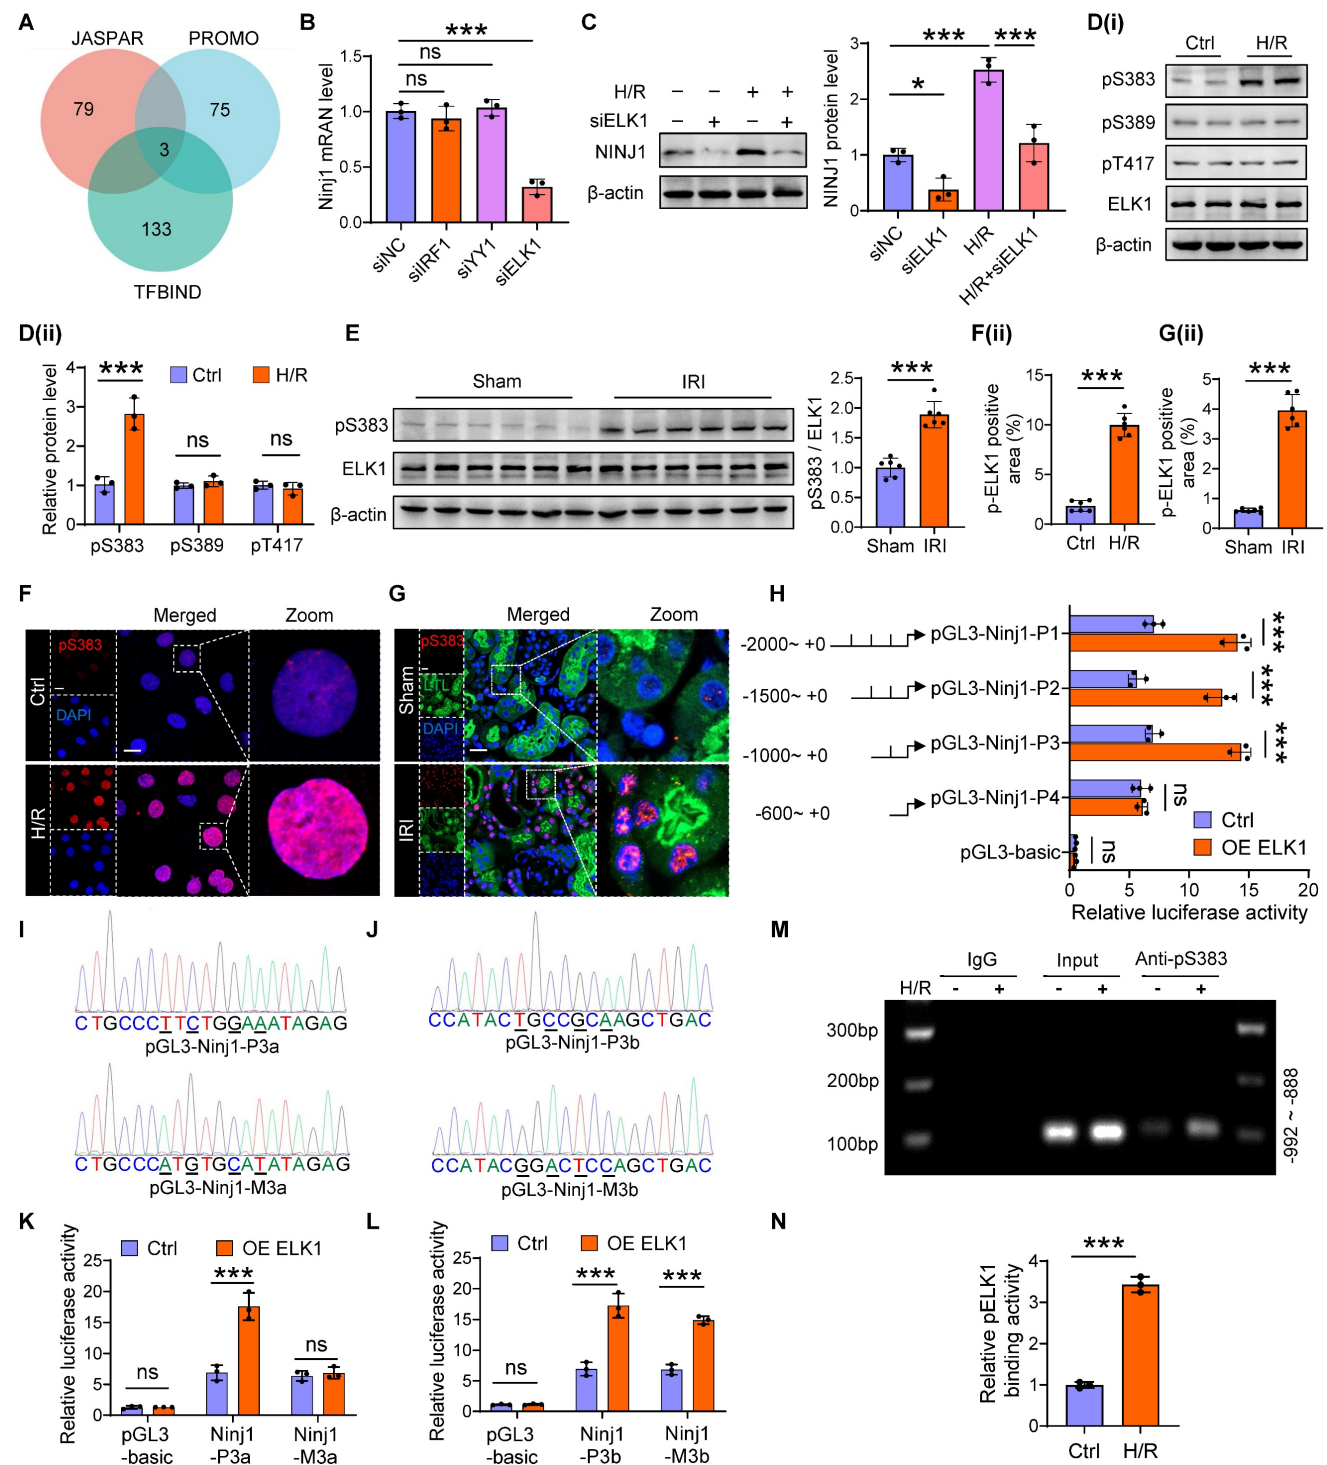 A
JASPAR PROMO
79
75
3
133
TFBIND
B
***
ns
ns
Ninj1 mRAN level
1.5
1.0
0.5
0.0
siNC
siIRF1
siYY1
siELK1
C
H/R – – + +
siELK1 – + – +
NINJ1
β-actin
NINJ1 protein level
3
2
1
0
*** ***
*
siNC
siELK1
H/R
H/R+siELK1
D(i)
Ctrl H/R
pS383
pS389
pT417
ELK1
β-actin
D(ii)
Relative protein level
4
3
2
1
0
***
Ctrl
H/R
ns
ns
pS383
pS389
pT417
E
Sham
IRI
pS383
ELK1
β-actin
pS383 / ELK1
2.5
2.0
1.5
1.0
0.5
0.0
***
Sham IRI
F(ii)
p-ELK1 positive
area (%)
15
10
5
0
***
Ctrl H/R
G(ii)
p-ELK1 positive
area (%)
5
4
3
2
1
0
***
Sham IRI
F
Merged Zoom
Ctrl
pS383
DAPI
H/R
G
Merged Zoom
Sham
pS383
LTL
DAPI
IRI
H
-2000~ +0
pGL3-Ninj1-P1
***
-1500~ +0
pGL3-Ninj1-P2
***
-1000~ +0
pGL3-Ninj1-P3
***
-600~ +0
pGL3-Ninj1-P4
ns
pGL3-basic
ns
Ctrl
OE ELK1
0 5 10 15 20
Relative luciferase activity
I
CTGCCCTTCTGGAAATAGAG
pGL3-Ninj1-P3a
CTGCCCATGTGCATATAGAG
pGL3-Ninj1-M3a
J
CCATACTGCCGCAAGCTGAC
pGL3-Ninj1-P3b
CCATACGGACTCCAGCTGAC
pGL3-Ninj1-M3b
M
IgG Input Anti-pS383
H/R - + - + - +
300bp
200bp
100bp
-992 ~ -888
K
Relative luciferase activity
Ctrl
OE ELK1
25
20
15
10
5
0
ns
***
ns
pGL3
-basic
Ninj1
-P3a
Ninj1
-M3a
L
Relative luciferase activity
Ctrl
OE ELK1
25
20
15
10
5
0
ns
***
***
pGL3
-basic
Ninj1
-P3b
Ninj1
-M3b
N
Relative pELK1
binding activity
4
3
2
1
0
***
Ctrl H/R